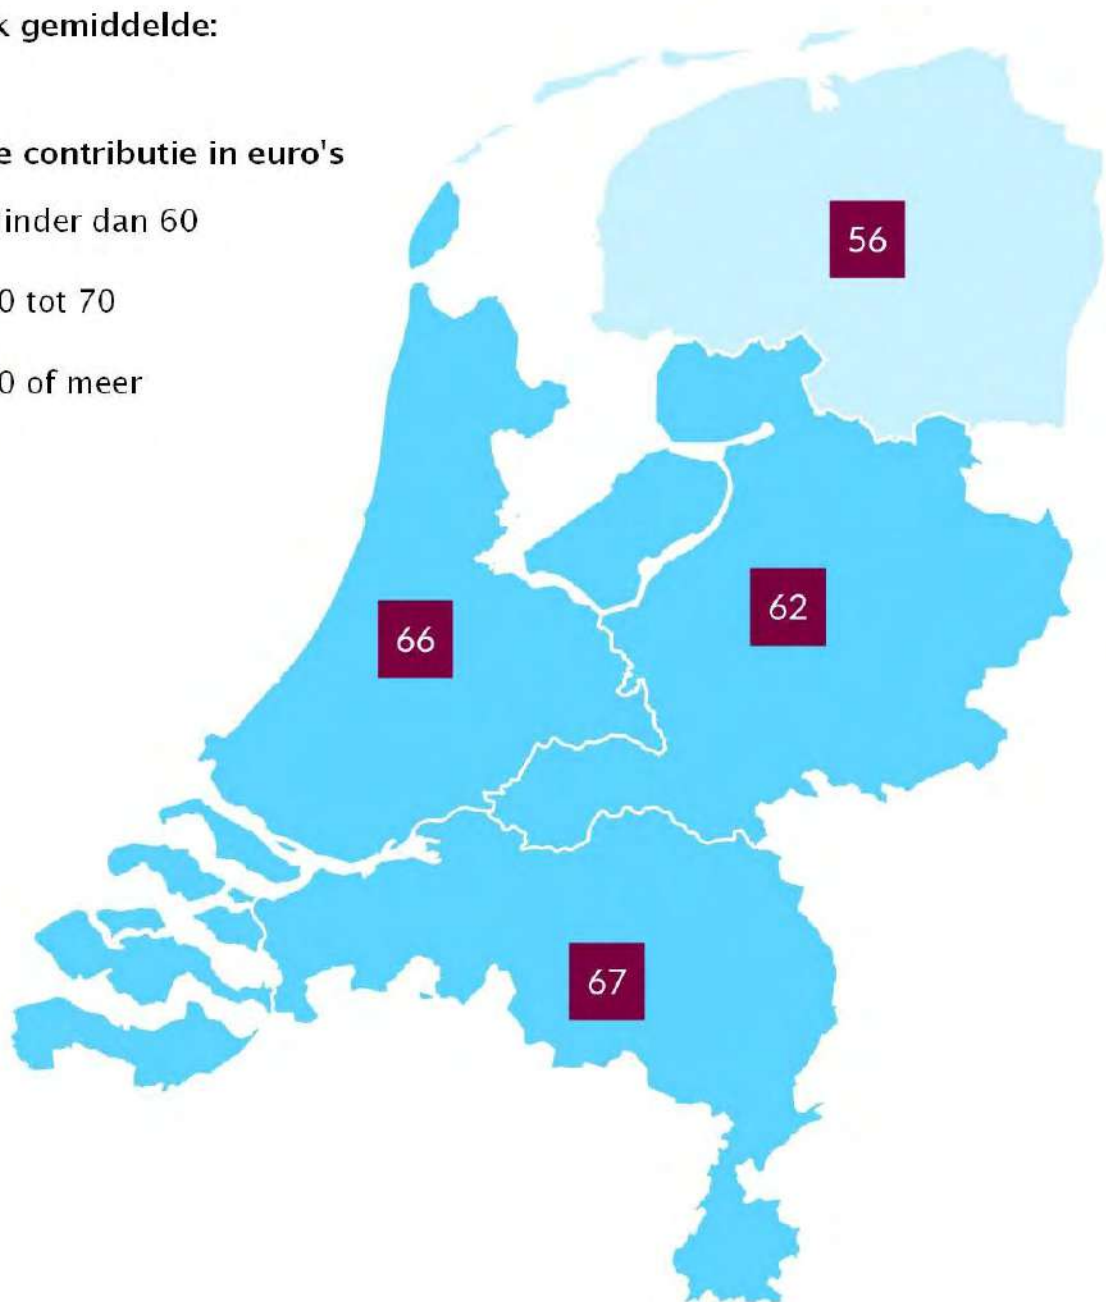 k gemiddelde:
e contributie in euro's
inder dan 60
0 tot 70
0 of meer
56
62
66
67